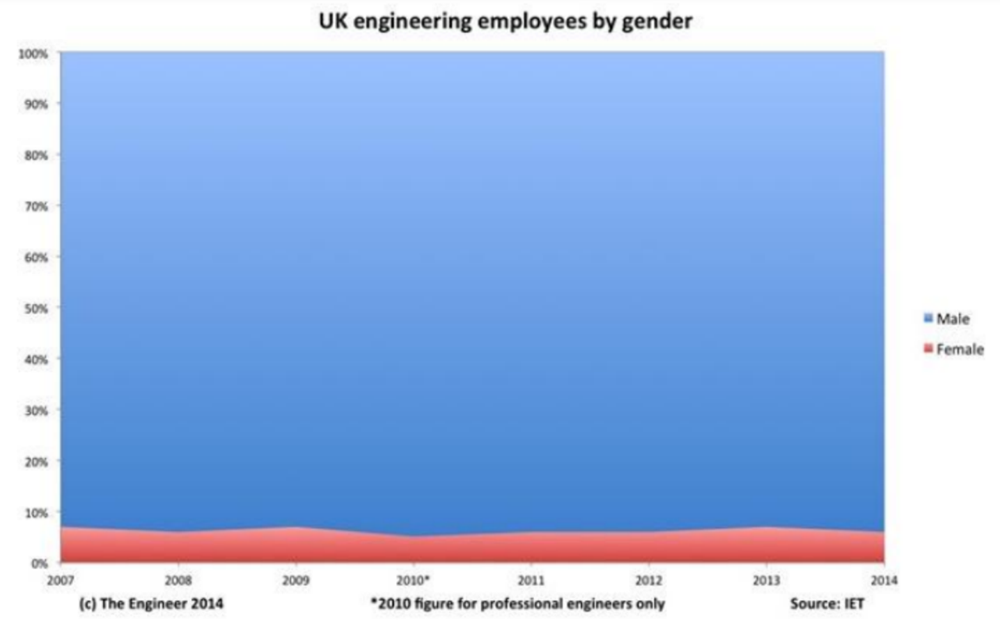 UK engineering employees by gender
100%
90%
80%
70%
60%
50%
40%
30%
20%
10%
0%
Male
Female
2007 2008 2009 2010* 2011 2012 2013 2014
(c) The Engineer 2014 *2010 figure for professional engineers only Source: IET